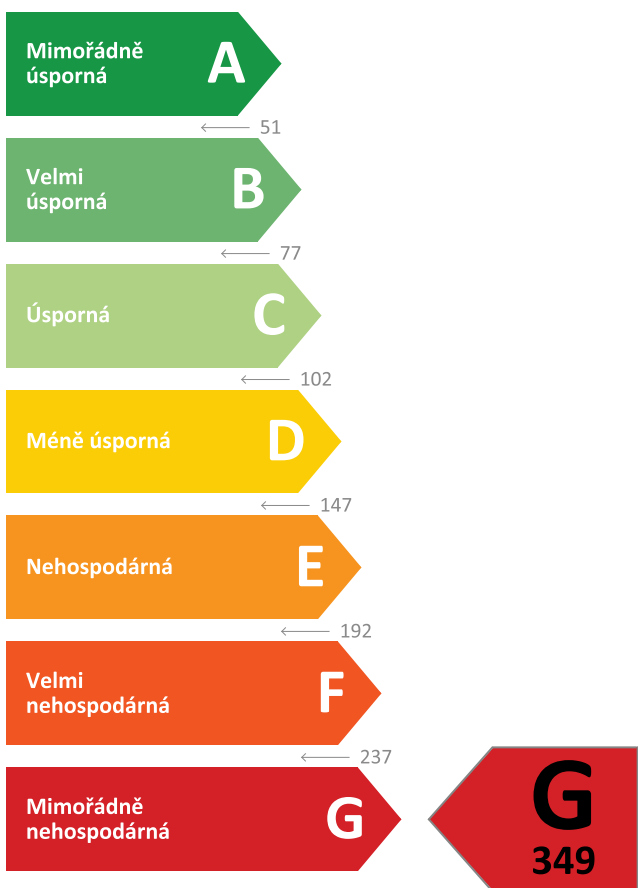 Mimořádně
úsporná
A
51
Velmi
úsporná
B
77
Úsporná
C
102
Méně úsporná
D
147
Nehospodárná
E
192
Velmi
nehospodárná
F
237
Mimořádně
nehospodárná
G
G
349